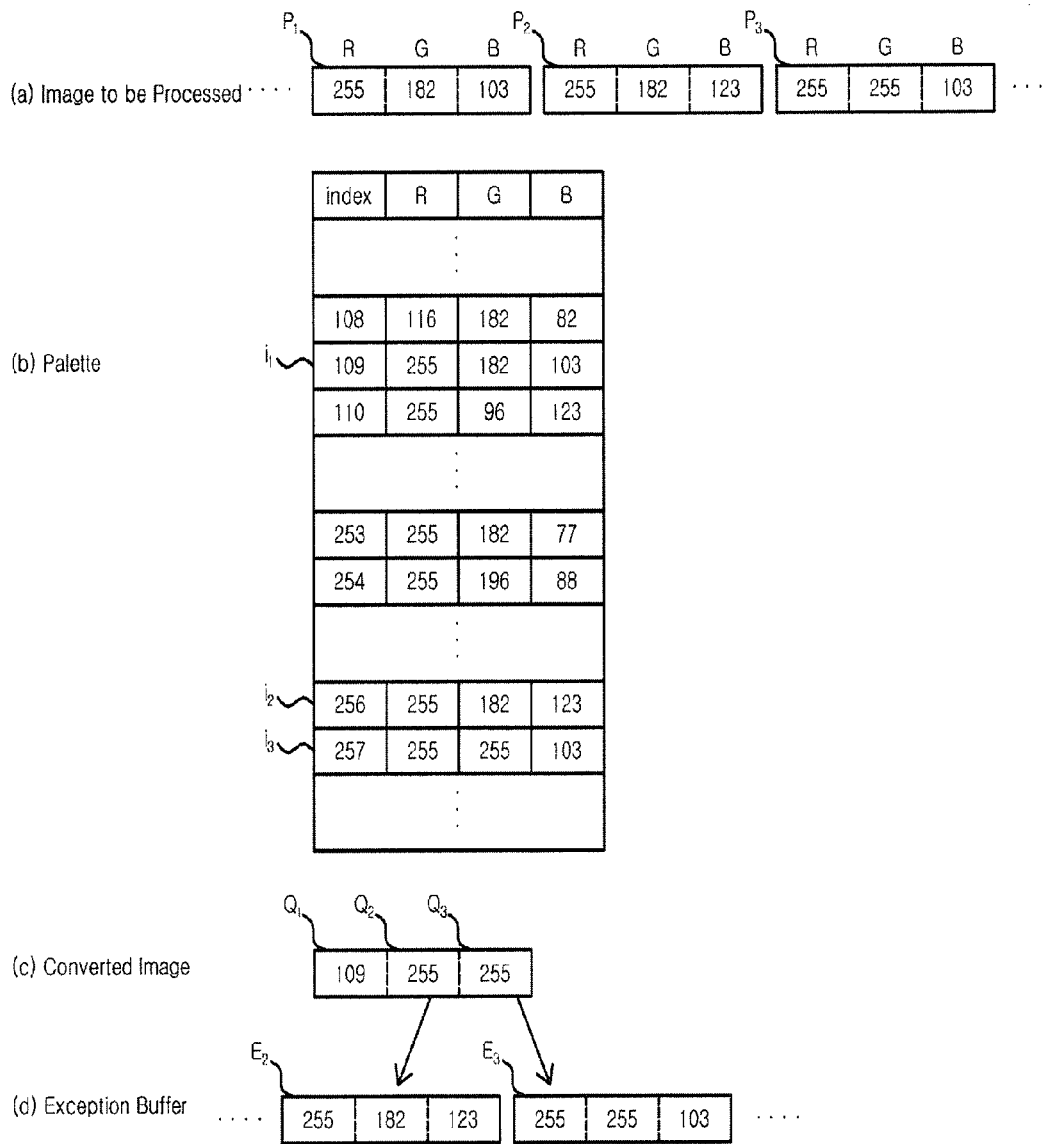 P1 P2 P3
R G B R G B R G B
(a) Image to be Processed ···· 255 182 103 255 182 123 255 255 103 ···
index R G B
108 116 182 82
(b) Palette i1 109 255 182 103
110 255 96 123
253 255 182 77
254 255 196 88
i2 256 255 182 123
i3 257 255 255 103
Q1 Q2 Q3
(c) Converted Image 109 255 255
E2 E3
(d) Exception Buffer ···· 255 182 123 255 255 103 ····